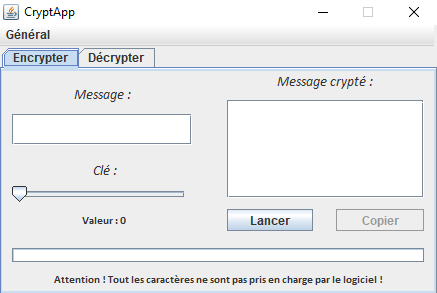 CryptApp
Général
Encrypter Décrypter
Message :
Message crypté :
Clé :
Valeur : 0
Lancer Copier
Attention ! Tout les caractères ne sont pas pris en charge par le logiciel !